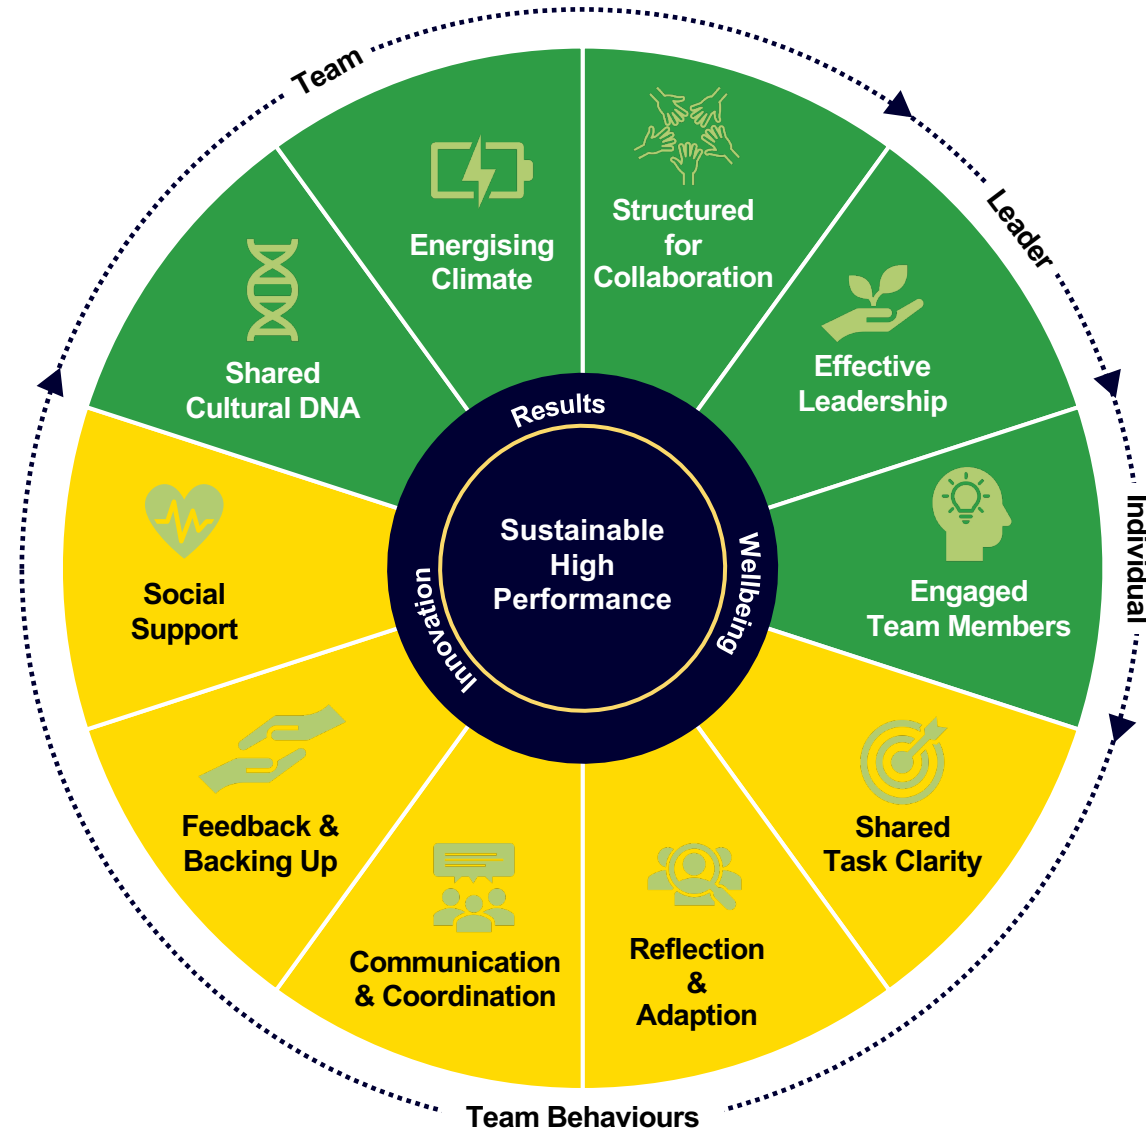 Team
Leader
Individual
Team Behaviours
Energising
Climate
Structured
for
Collaboration
Effective
Leadership
Engaged
Team Members
Shared
Task Clarity
Reflection
&
Adaption
Communication
& Coordination
Feedback &
Backing Up
Social
Support
Shared
Cultural DNA
Results
Wellbeing
Innovation
Sustainable
High
Performance